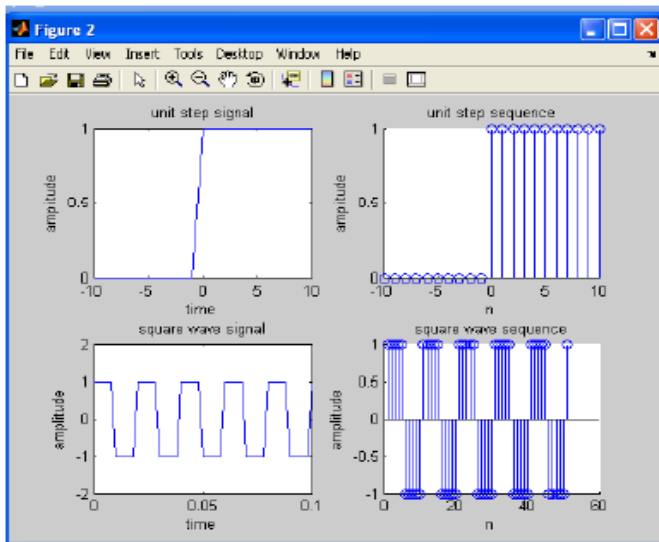 Figure 2
File Edit View Insert Tools Desktop Window Help
unit step signal
1
0.5
0
ampitude
-10 -5 0 5 10
time
unit step sequence
1
0.5
0
ampitude
-10 -5 0 5 10
n
square wave signal
2
1
0
-1
-2
amplitude
0 0.05 0.1
time
square wave sequence
1
0.5
0
-0.5
-1
amplitude
0 20 40 60
n